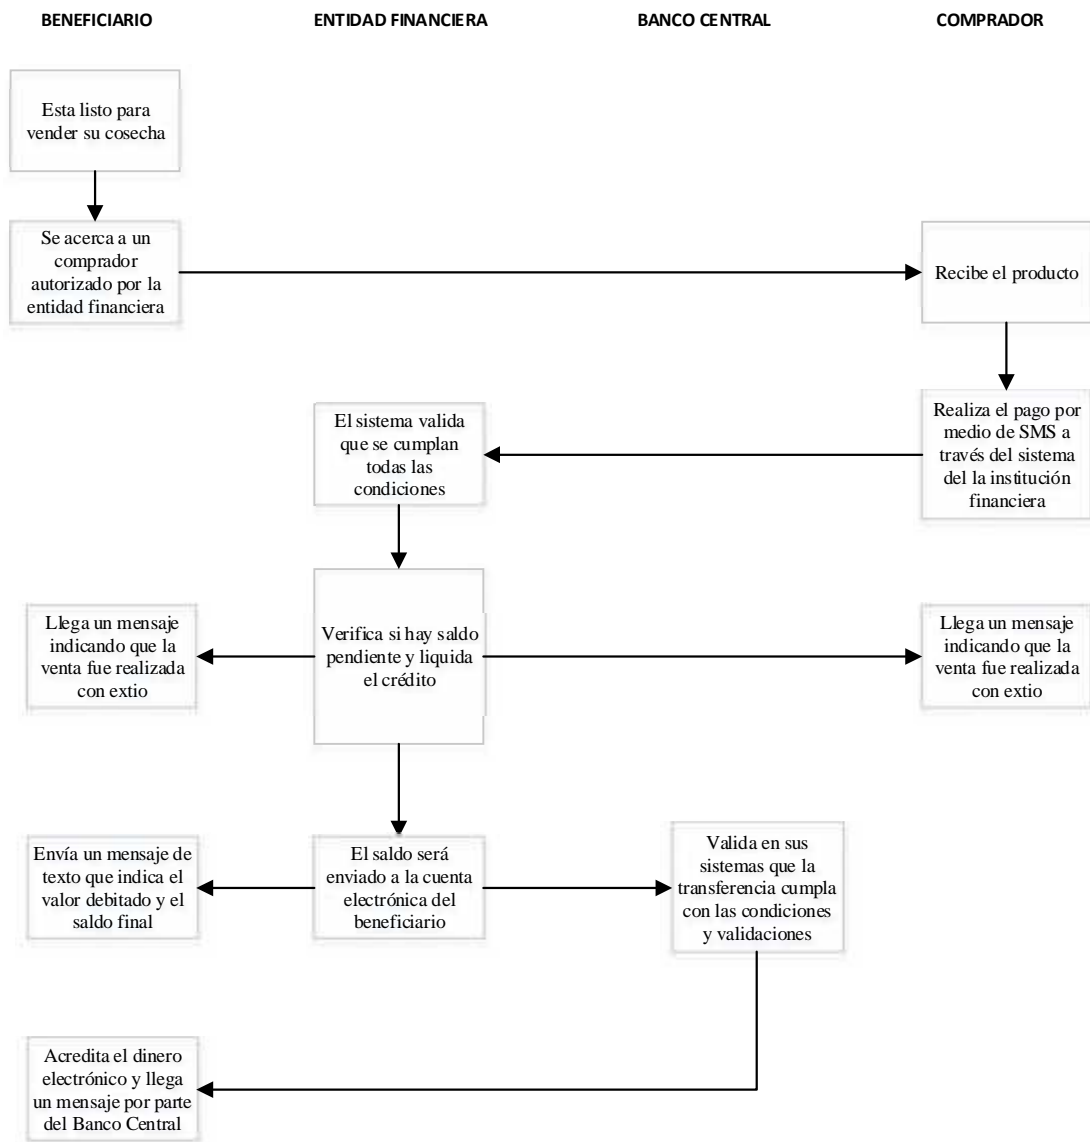 BENEFICIARIO
ENTIDAD FINANCIERA
BANCO CENTRAL
COMPRADOR
Esta listo para
vender su cosecha
Se acerca a un
comprador
autorizado por la
entidad financiera
Recibe el producto
Realiza el pago por
medio de SMS a
través del sistema
del la institución
financiera
El sistema valida
que se cumplan
todas las
condiciones
Verifica si hay saldo
pendiente y liquida
el crédito
Llega un mensaje
indicando que la
venta fue realizada
con extio
Llega un mensaje
indicando que la
venta fue realizada
con extio
El saldo será
enviado a la cuenta
electrónica del
beneficiario
Envía un mensaje de
texto que indica el
valor debitado y el
saldo final
Valida en sus
sistemas que la
transferencia cumpla
con las condiciones
y validaciones
Acredita el dinero
electrónico y llega
un mensaje por parte
del Banco Central